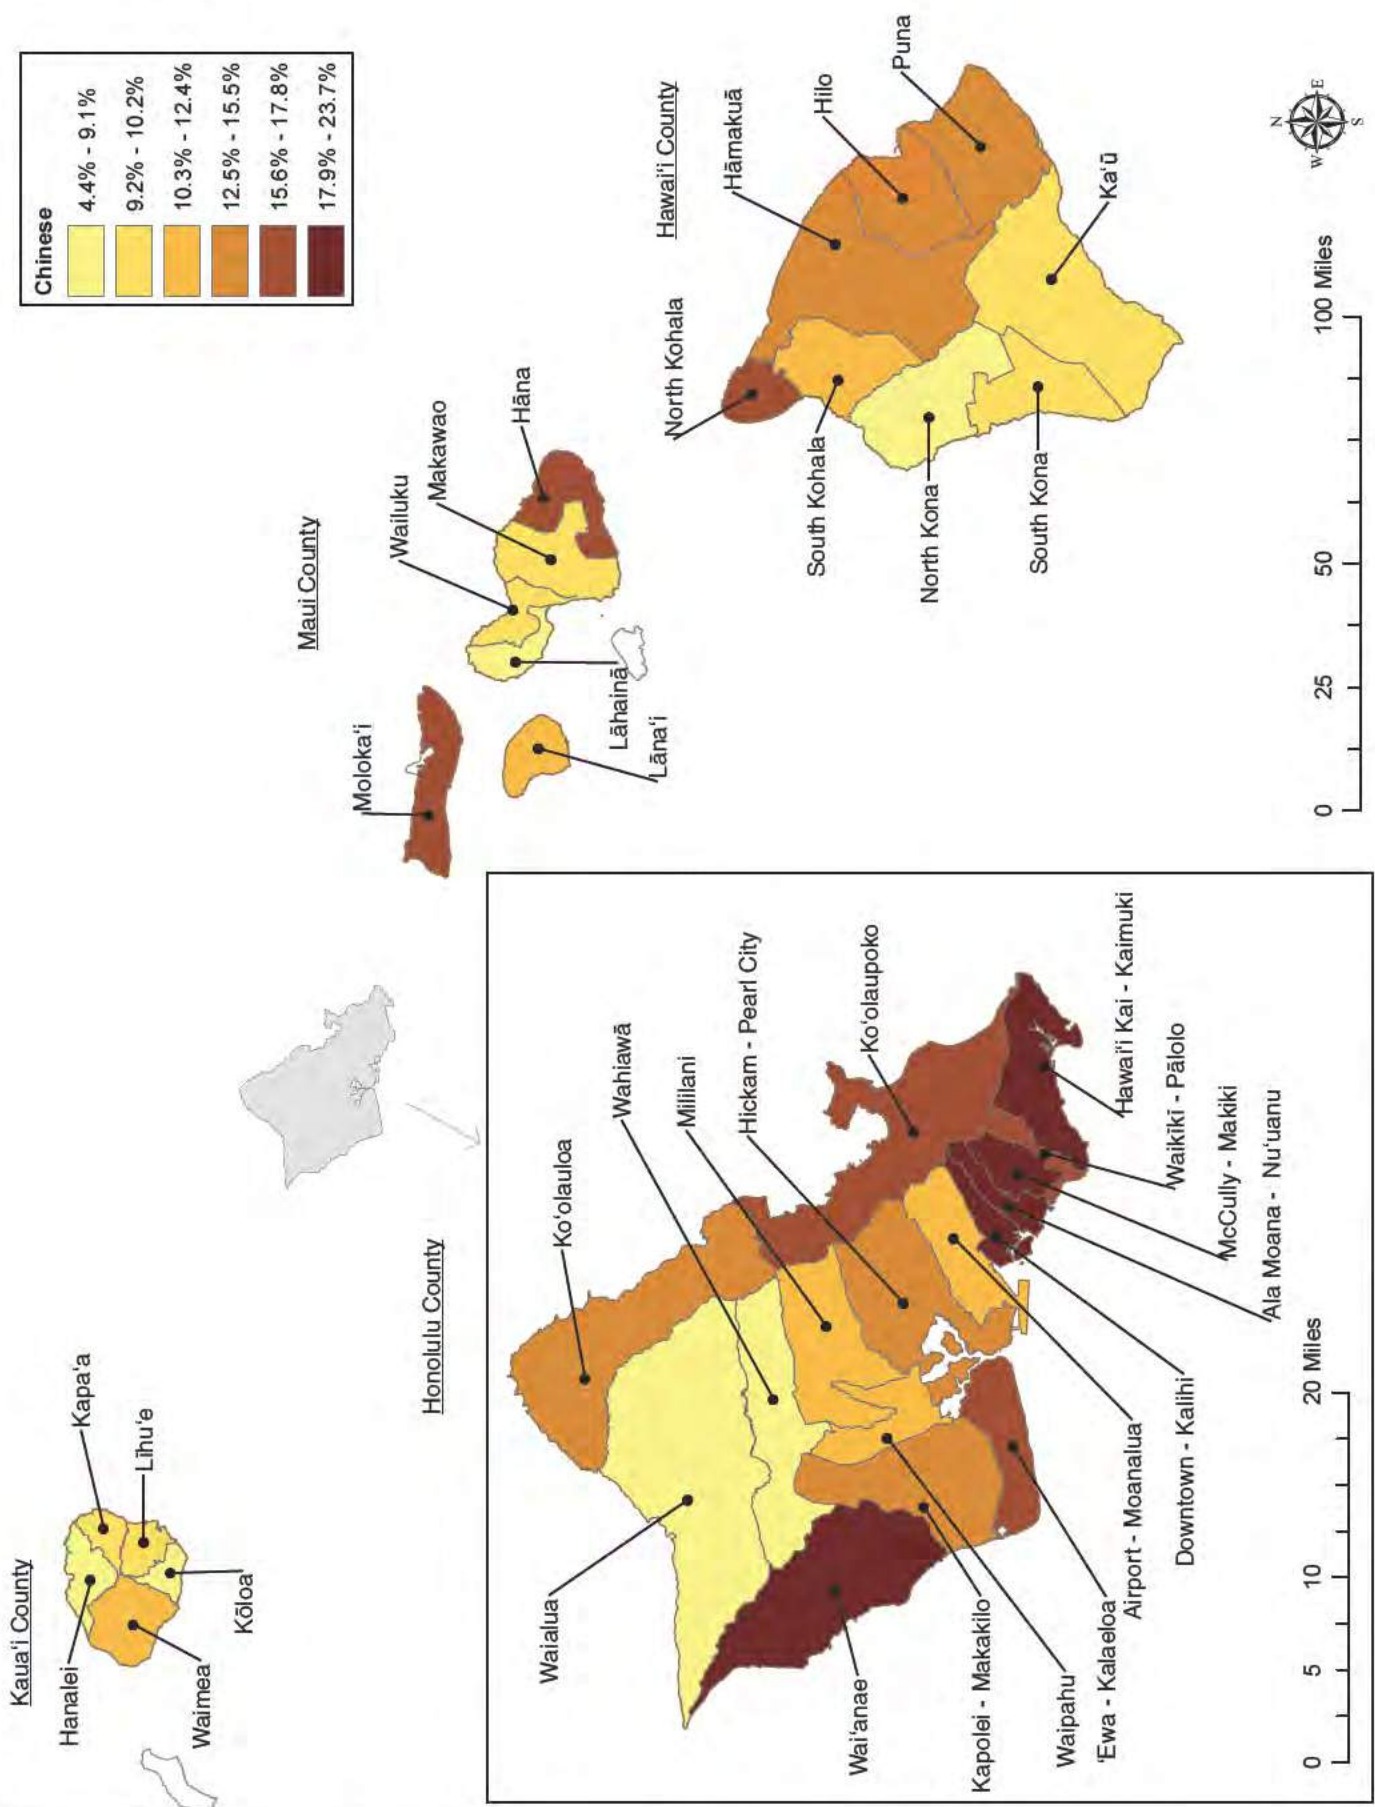 Kaua'i County
Hanalei
Kapa'a
Līhu'e
Waimea
Kōloa
Honolulu County
Maui County
Moloka'i
Wailuku
Makawao
Hāna
Lāhainā
Lāna'i
Chinese
4.4% - 9.1%
9.2% - 10.2%
10.3% - 12.4%
12.5% - 15.5%
15.6% - 17.8%
17.9% - 23.7%
Hawai'i County
North Kohala
Hāmakuā
Hilo
Puna
South Kohala
North Kona
South Kona
Ka'ū
Ko'olauloa
Wahiawā
Mililani
Hickam - Pearl City
Ko'olaupoko
Waialua
Wai'anae
Kapolei - Makakilo
Waipahu
'Ewa - Kalaeloa
Airport - Moanalua
Downtown - Kalihi
Ala Moana - Nu'uanu
McCully - Makiki
Waikīkī - Pālolo
Hawai'i Kai - Kaimuki
0 5 10 20 Miles
0 25 50 100 Miles
N
W E
S